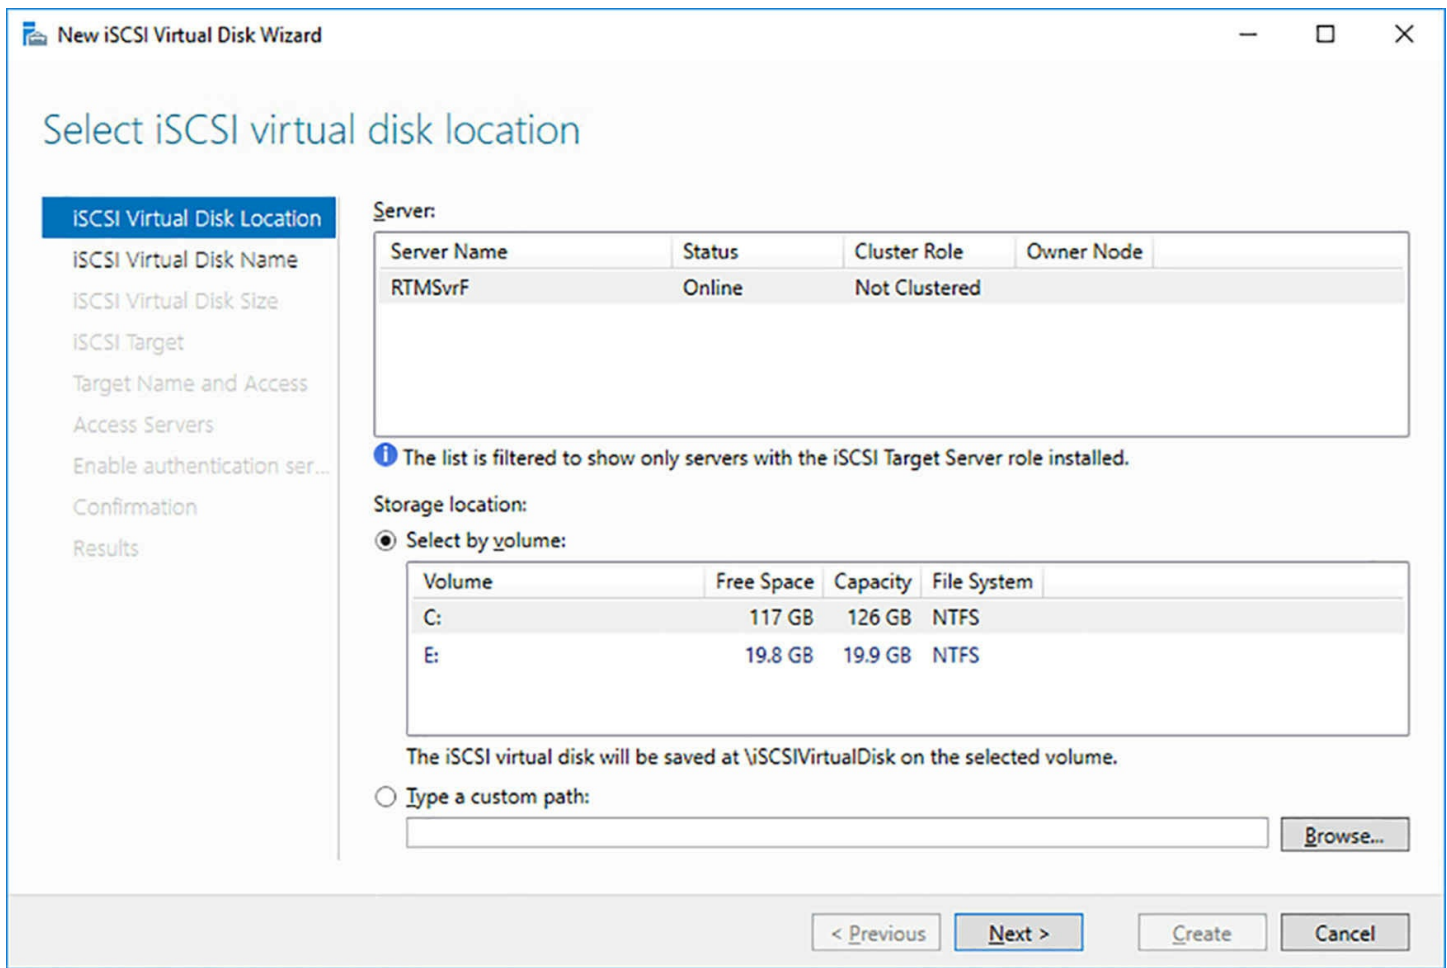 New iSCSI Virtual Disk Wizard
Select iSCSI virtual disk location
iSCSI Virtual Disk Location
iSCSI Virtual Disk Name
iSCSI Virtual Disk Size
iSCSI Target
Target Name and Access
Access Servers
Enable authentication ser...
Confirmation
Results
Server:
Server Name Status Cluster Role Owner Node
RTMSvrF Online Not Clustered
The list is filtered to show only servers with the iSCSI Target Server role installed.
Storage location:
Select by volume:
Volume Free Space Capacity File System
C: 117 GB 126 GB NTFS
E: 19.8 GB 19.9 GB NTFS
The iSCSI virtual disk will be saved at \iSCSIVirtualDisk on the selected volume.
Type a custom path:
Browse...
< Previous Next > Create Cancel